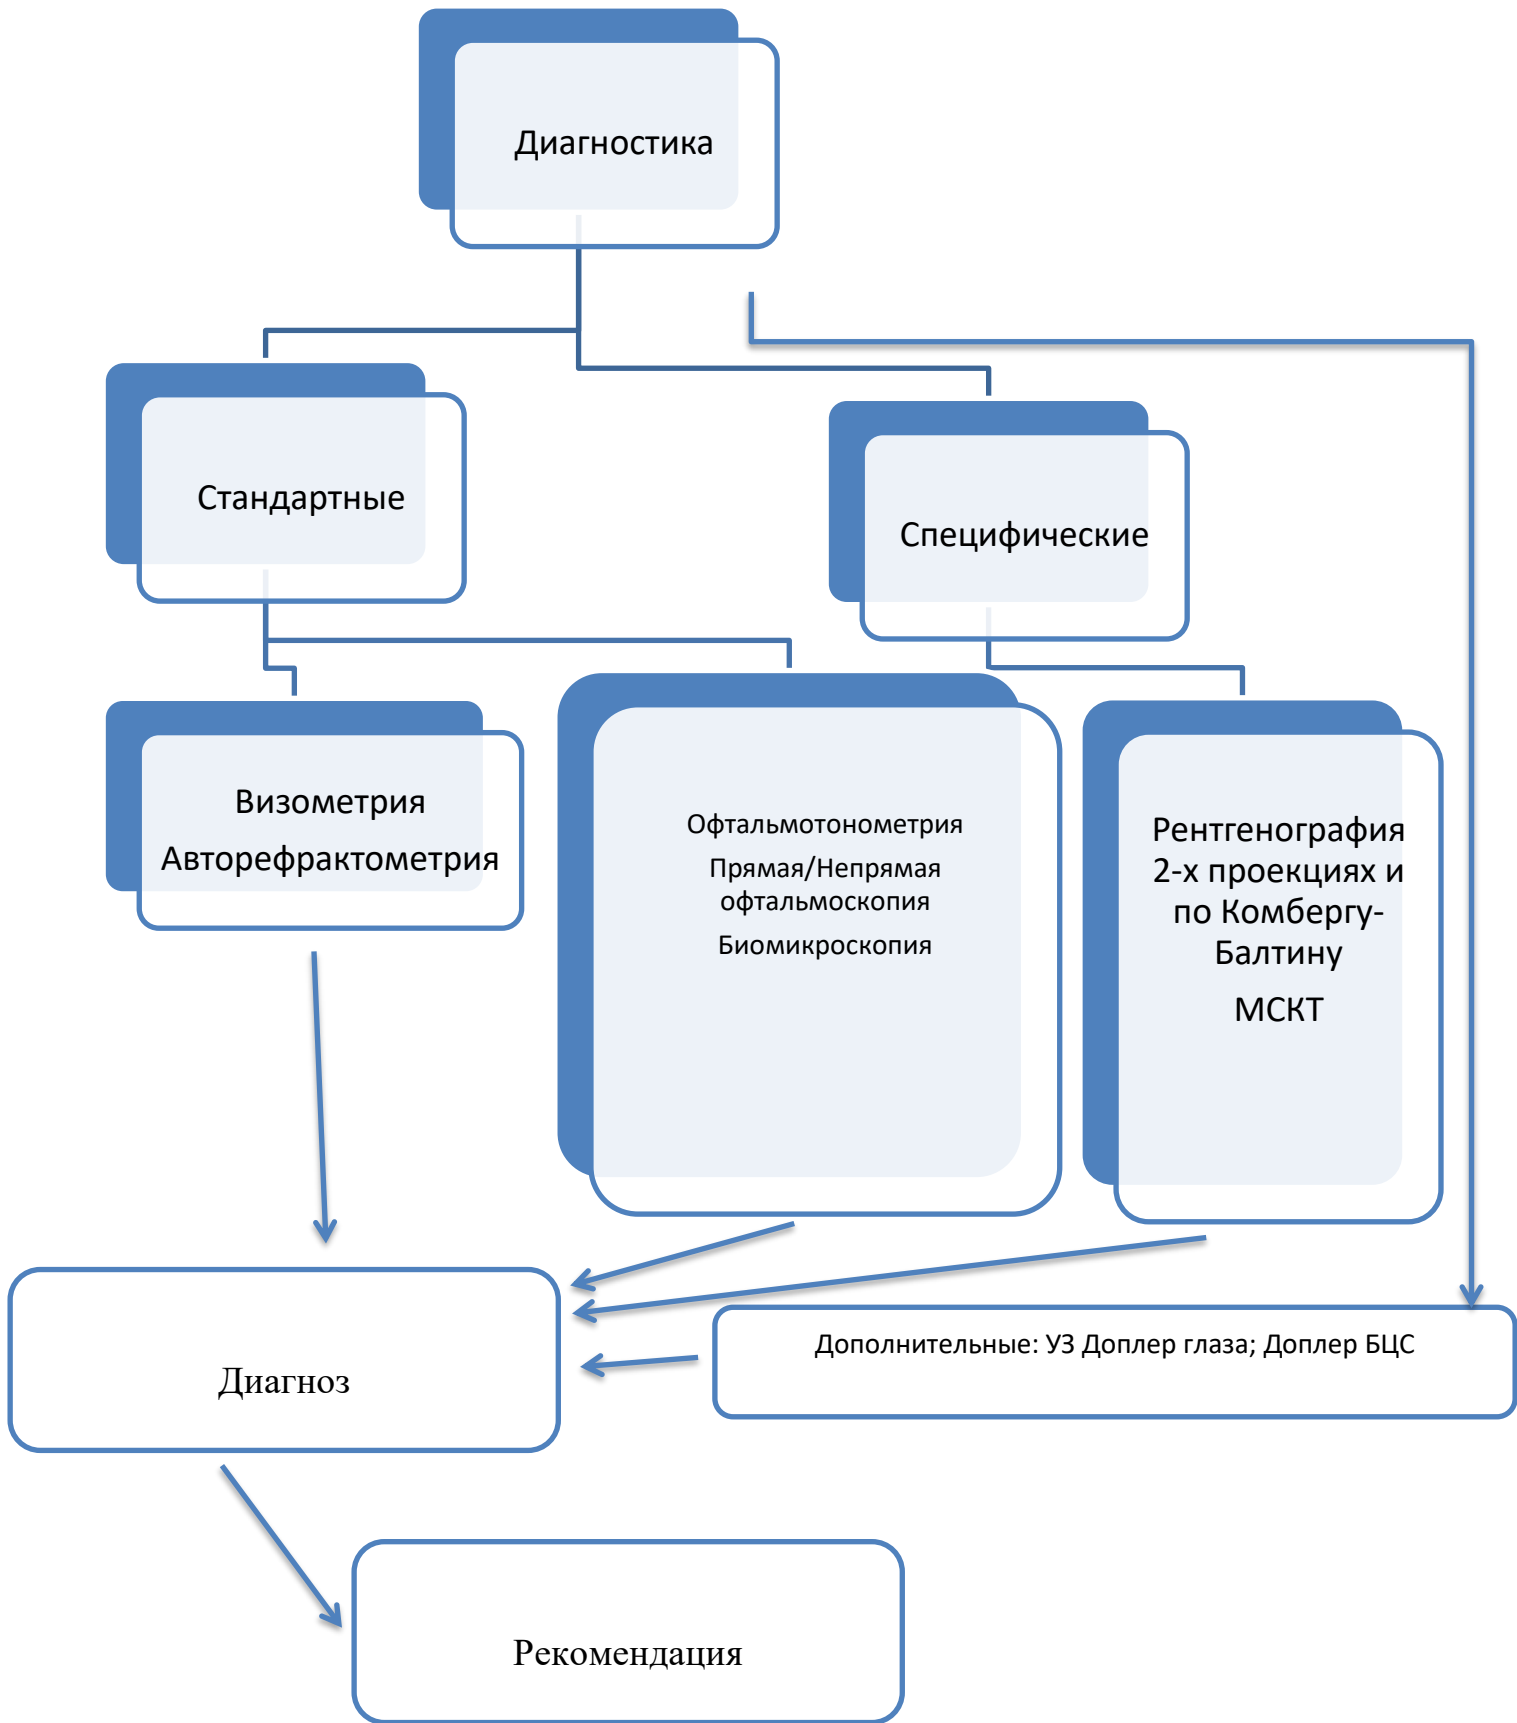 Диагностика
Стандартные
Специфические
Визометрия
Авторефрактометрия
Офтальмотонометрия
Прямая/Непрямая
офтальмоскопия
Биомикроскопия
Рентгенография
2-х проекциях и
по Комбергу-
Балтину
МСКТ
Дополнительные: УЗ Доплер глаза; Доплер БЦС
Диагноз
Рекомендация